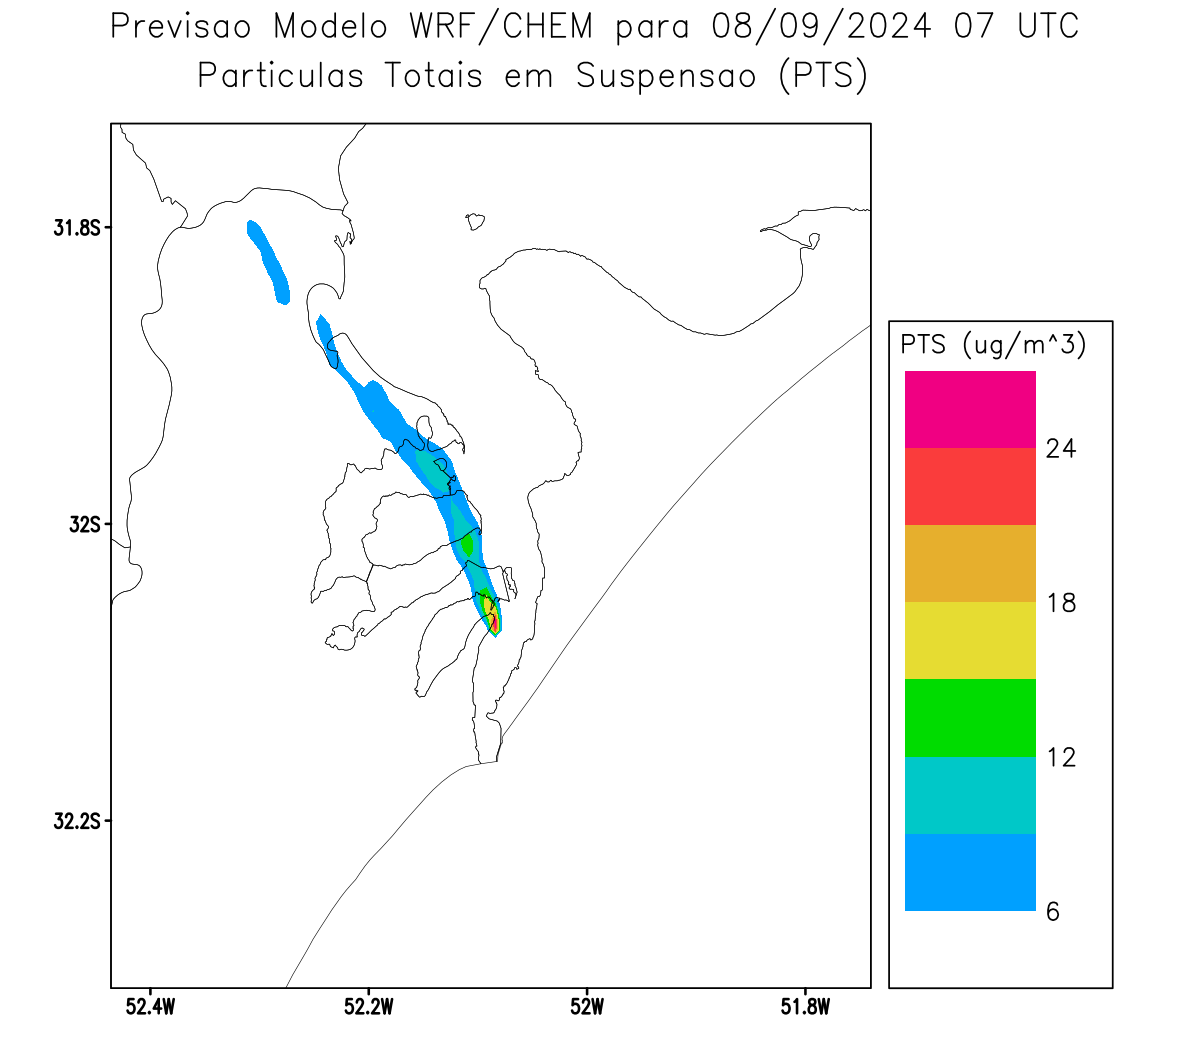 Previsao Modelo WRF/CHEM para 08/09/2024 07 UTC
Particulas Totais em Suspensao (PTS)
31.8S
32S
32.2S
52.4W
52.2W
52W
51.8W
PTS (ug/m^3)
24
18
12
6